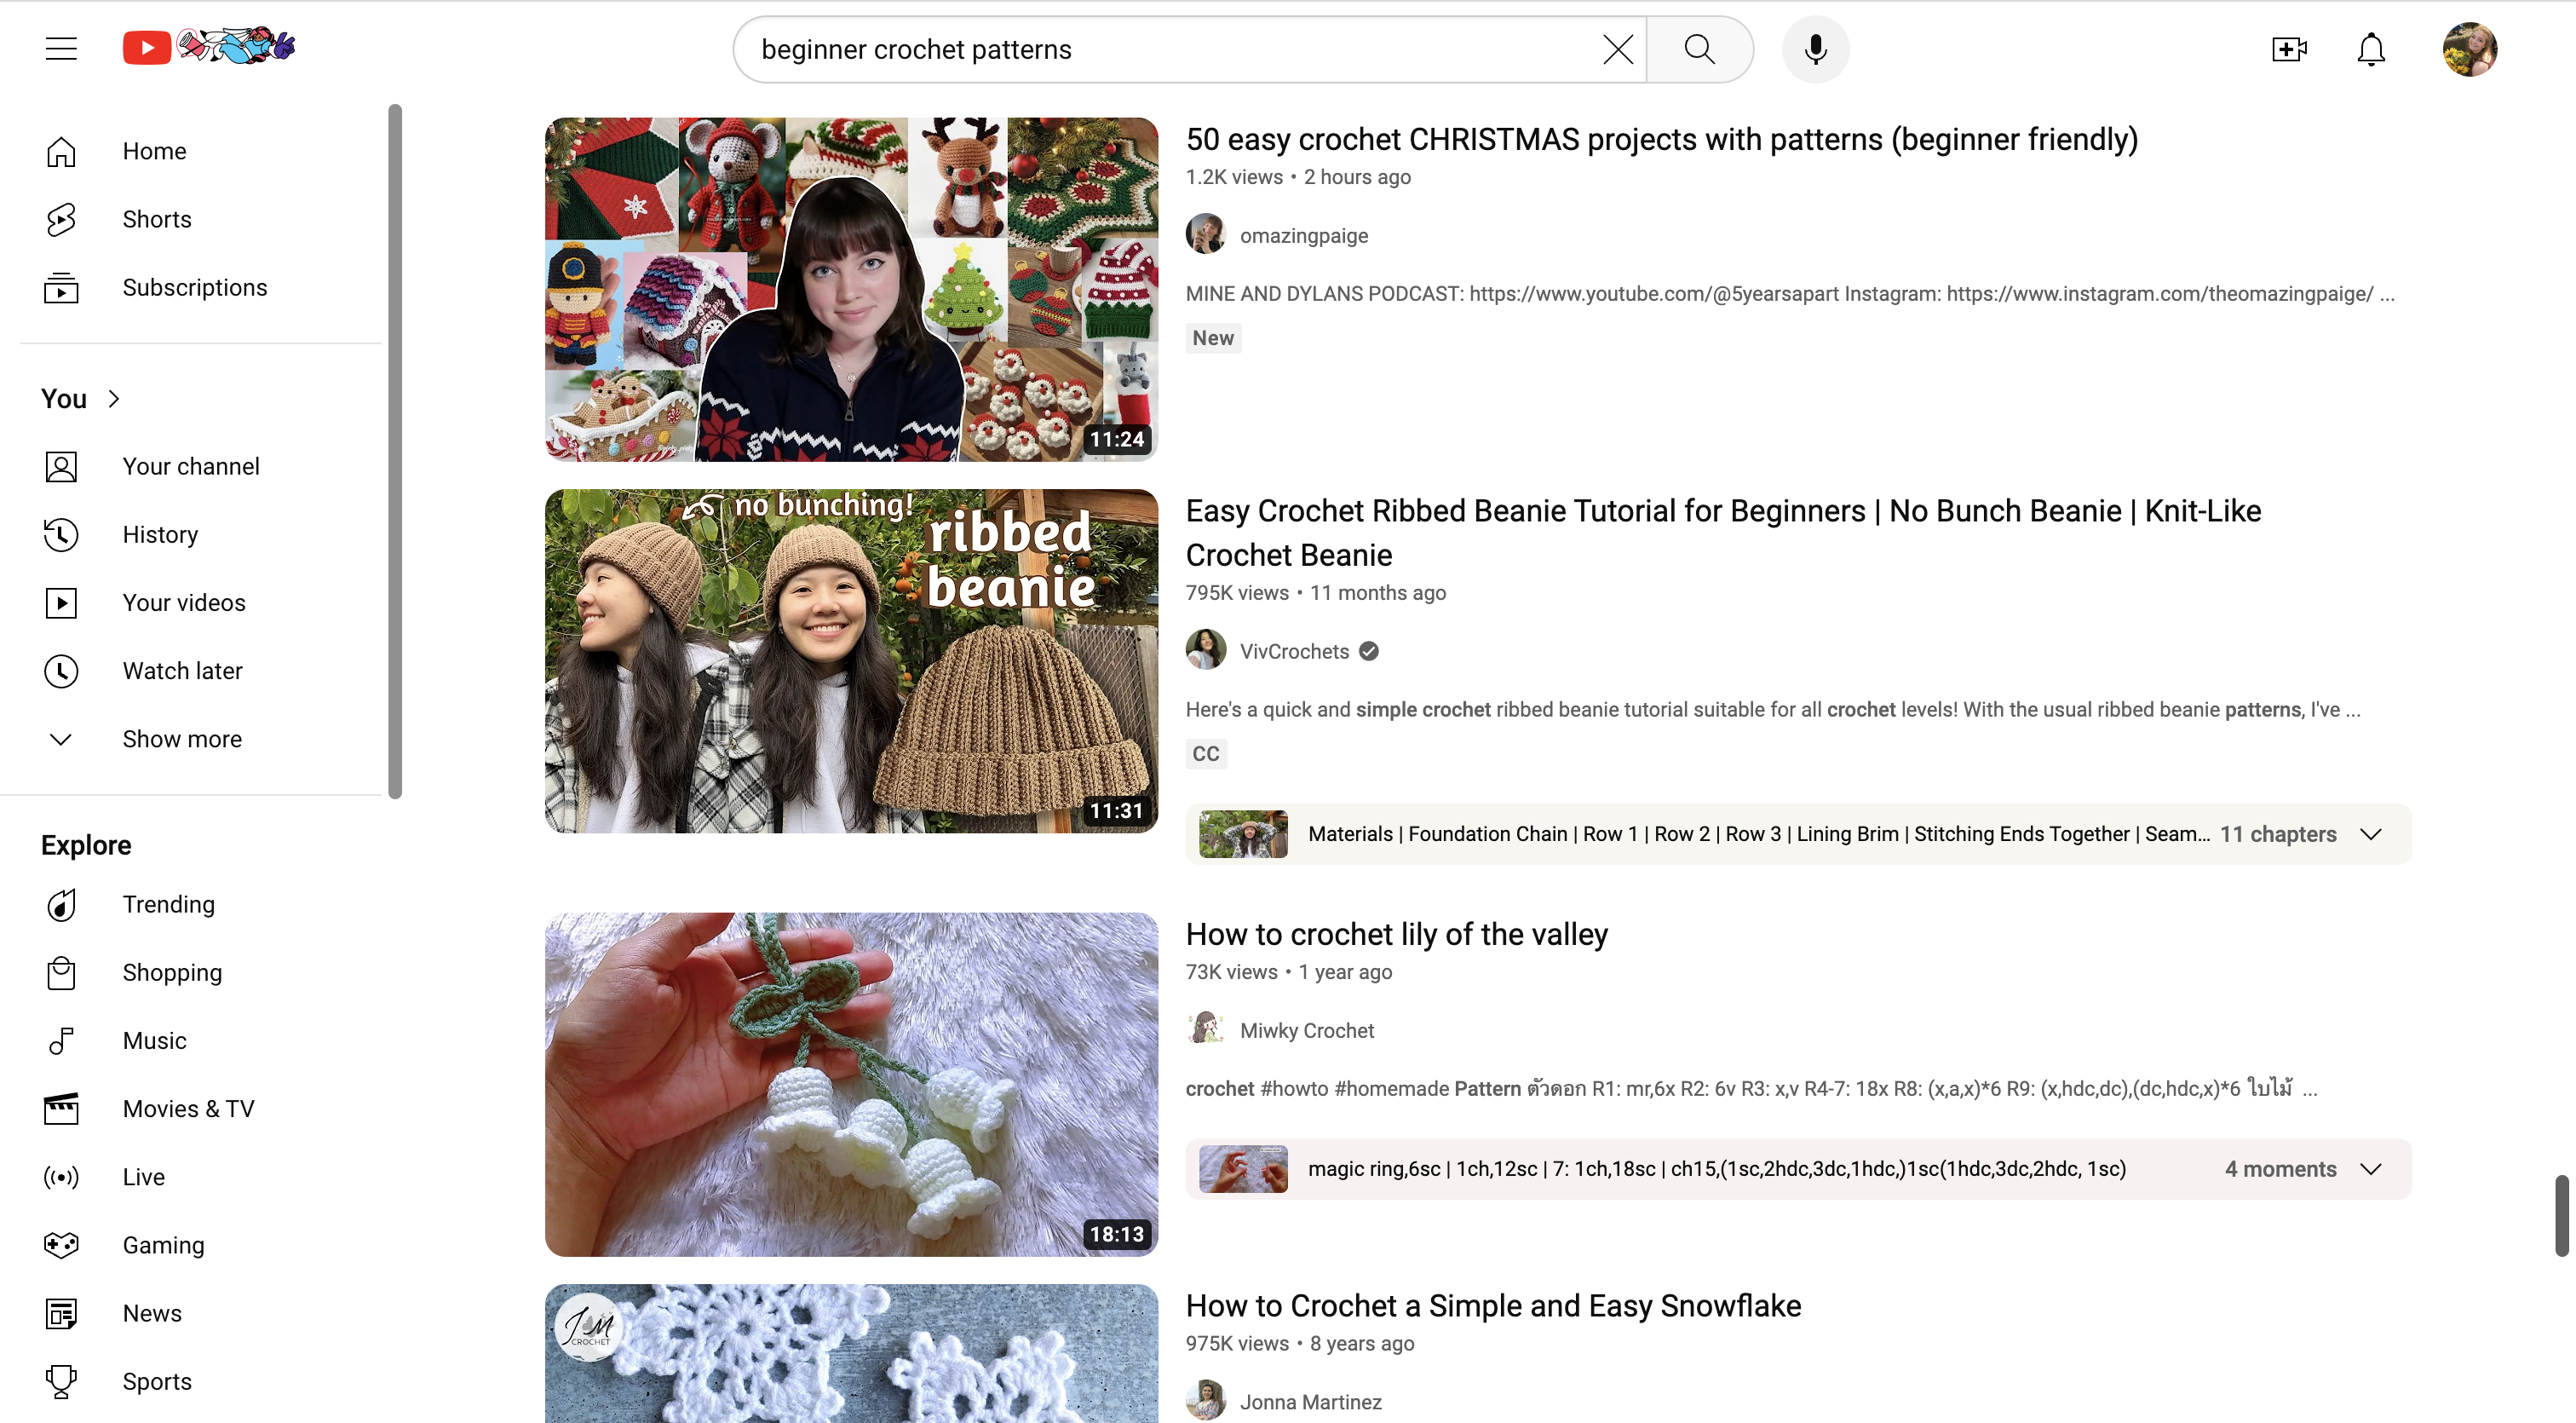 beginner crochet patterns
Home
Shorts
Subscriptions
You
Your channel
History
Your videos
Watch later
Show more
Explore
Trending
Shopping
Music
Movies & TV
Live
Gaming
News
Sports
11:24
50 easy crochet CHRISTMAS projects with patterns (beginner friendly)
1.2K views • 2 hours ago
omazingpaige
MINE AND DYLANS PODCAST: https://www.youtube.com/@5yearsapart Instagram: https://www.instagram.com/theomazingpaige/ ...
New
no bunching!
ribbed
beanie
11:31
Easy Crochet Ribbed Beanie Tutorial for Beginners | No Bunch Beanie | Knit-Like
Crochet Beanie
795K views • 11 months ago
VivCrochets
Here's a quick and simple crochet ribbed beanie tutorial suitable for all crochet levels! With the usual ribbed beanie patterns, I've ...
CC
Materials | Foundation Chain | Row 1 | Row 2 | Row 3 | Lining Brim | Stitching Ends Together | Seam... 11 chapters
18:13
How to crochet lily of the valley
73K views • 1 year ago
Miwky Crochet
crochet #howto #homemade Pattern ตัวดอก R1: mr,6x R2: 6v R3: x,v R4-7: 18x R8: (x,a,x)*6 R9: (x,hdc,dc),(dc,hdc,x)*6 ใบไม้ ...
magic ring,6sc | 1ch,12sc | 7: 1ch,18sc | ch15,(1sc,2hdc,3dc,1hdc,)1sc(1hdc,3dc,2hdc, 1sc) 4 moments
J&M
CROCHET
How to Crochet a Simple and Easy Snowflake
975K views • 8 years ago
Jonna Martinez